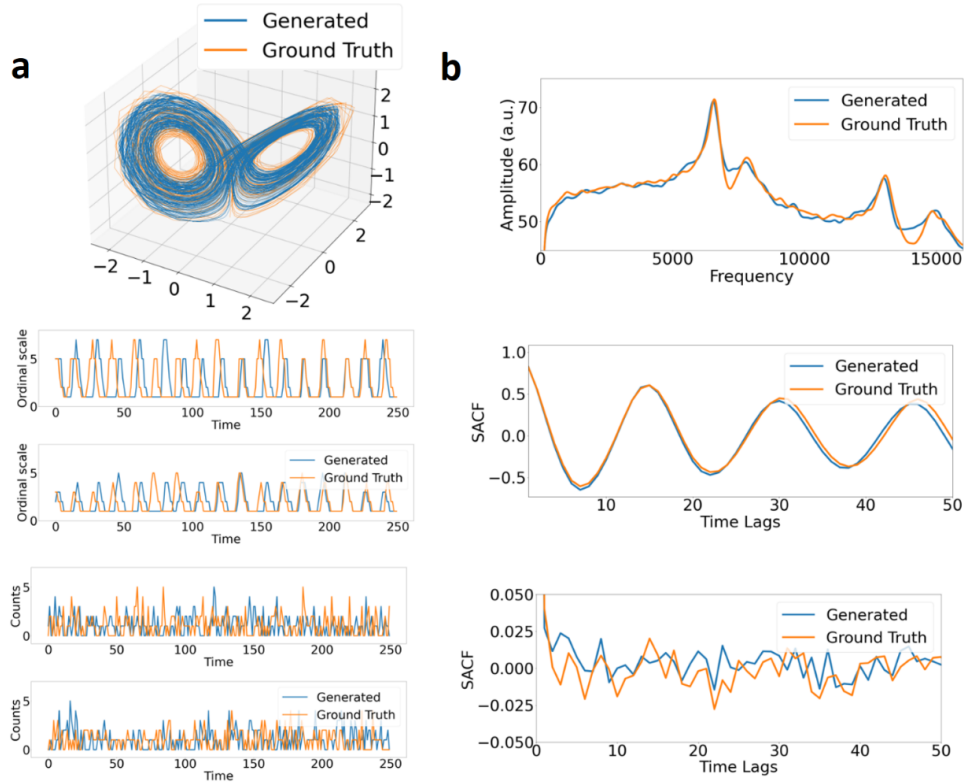 a
Generated
Ground Truth
2
1
0
−1
−2
−2
−1
0
1
2
−2
0
2
Ordinal scale
5
0
0 50 100 150 200 250
Time
Ordinal scale
5
0
Generated
Ground Truth
0 50 100 150 200 250
Time
Counts
5
0
0 50 100 150 200 250
Time
Counts
5
0
Generated
Ground Truth
0 50 100 150 200 250
Time
b
Amplitude (a.u.)
70
60
50
Generated
Ground Truth
0 5000 10000 15000
Frequency
SACF
1.0
0.5
0.0
−0.5
Generated
Ground Truth
10 20 30 40 50
Time Lags
SACF
0.050
0.025
0.000
−0.025
−0.050
Generated
Ground Truth
0 10 20 30 40 50
Time Lags